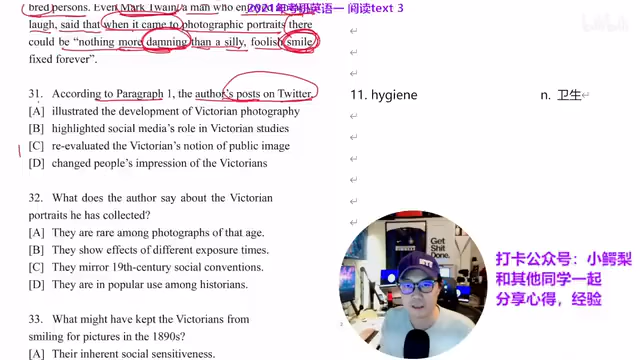 2021年考研英语一 阅读text 3
bred persons. Even Mark Twain, a man who enjoyed a hearty
laugh, said that when it came to photographic portraits there
could be “nothing more damning than a silly, foolish smile
fixed forever”.
31. According to Paragraph 1, the author's posts on Twitter
[A] illustrated the development of Victorian photography
[B] highlighted social media's role in Victorian studies
[C] re-evaluated the Victorian's notion of public image
[D] changed people's impression of the Victorians
32. What does the author say about the Victorian
portraits he has collected?
[A] They are rare among photographs of that age.
[B] They show effects of different exposure times.
[C] They mirror 19th-century social conventions.
[D] They are in popular use among historians.
33. What might have kept the Victorians from
smiling for pictures in the 1890s?
[A] Their inherent social sensitiveness.
11. hygiene n. 卫生
Get
Shit
Done.
打卡公众号：小鳄梨
和其他同学一起
分享心得，经验
bilibili